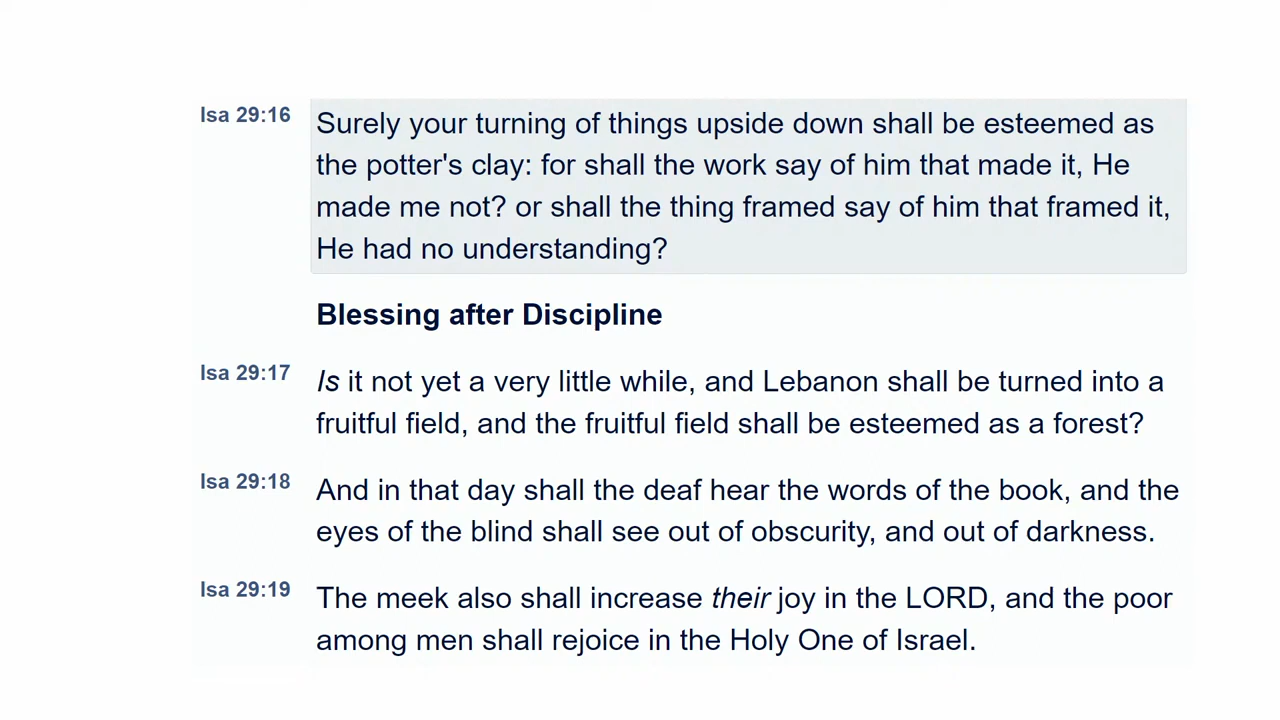 Isa 29:16
Surely your turning of things upside down shall be esteemed as
the potter's clay: for shall the work say of him that made it, He
made me not? or shall the thing framed say of him that framed it,
He had no understanding?
Blessing after Discipline
Isa 29:17
Is it not yet a very little while, and Lebanon shall be turned into a
fruitful field, and the fruitful field shall be esteemed as a forest?
Isa 29:18
And in that day shall the deaf hear the words of the book, and the
eyes of the blind shall see out of obscurity, and out of darkness.
Isa 29:19
The meek also shall increase their joy in the LORD, and the poor
among men shall rejoice in the Holy One of Israel.